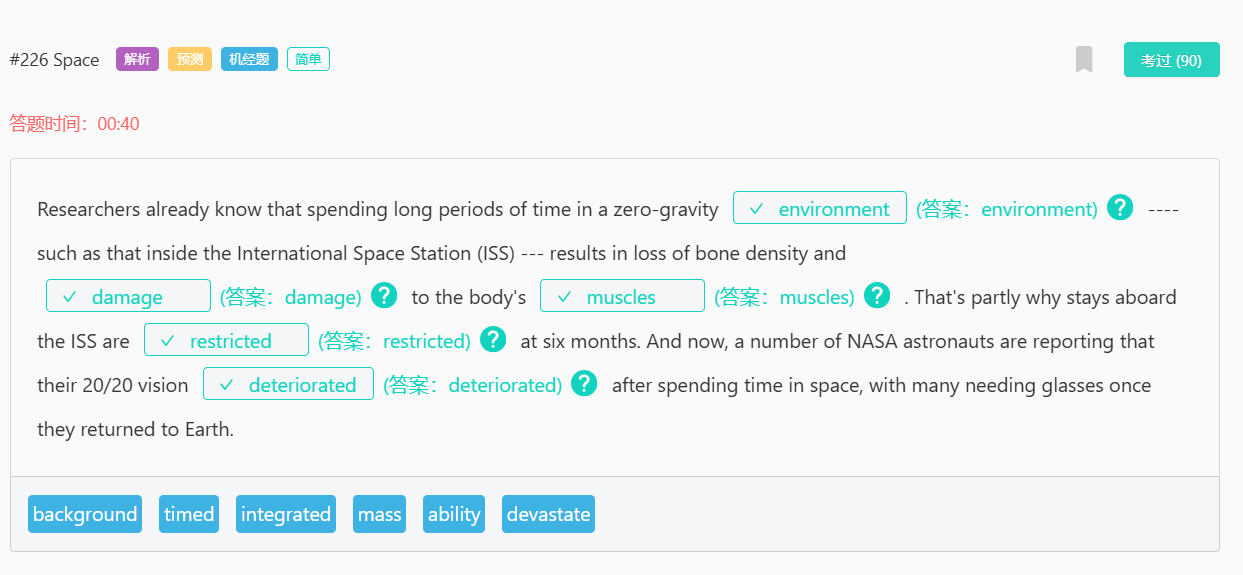 #226 Space 解析 预测 机经题 简单 考过 (90)
答题时间：00:40
Researchers already know that spending long periods of time in a zero-gravity ✓ environment (答案：environment) ? ----
such as that inside the International Space Station (ISS) --- results in loss of bone density and
✓ damage (答案：damage) ? to the body's ✓ muscles (答案：muscles) ? . That's partly why stays aboard
the ISS are ✓ restricted (答案：restricted) ? at six months. And now, a number of NASA astronauts are reporting that
their 20/20 vision ✓ deteriorated (答案：deteriorated) ? after spending time in space, with many needing glasses once
they returned to Earth.
background timed integrated mass ability devastate